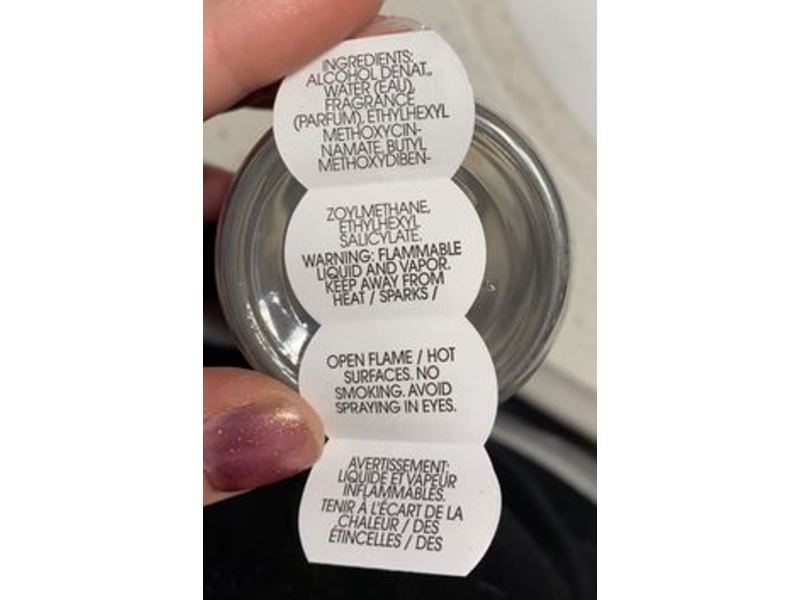 INGREDIENTS:
ALCOHOL DENAT.,
WATER (EAU),
FRAGRANCE
(PARFUM), ETHYLHEXYL
METHOXYCIN-
NAMATE, BUTYL
METHOXYDIBEN-
ZOYLMETHANE,
ETHYLHEXYL
SALICYLATE.
WARNING: FLAMMABLE
LIQUID AND VAPOR.
KEEP AWAY FROM
HEAT / SPARKS /
OPEN FLAME / HOT
SURFACES. NO
SMOKING. AVOID
SPRAYING IN EYES.
AVERTISSEMENT:
LIQUIDE ET VAPEUR
INFLAMMABLES.
TENIR À L'ÉCART DE LA
CHALEUR / DES
ÉTINCELLES / DES